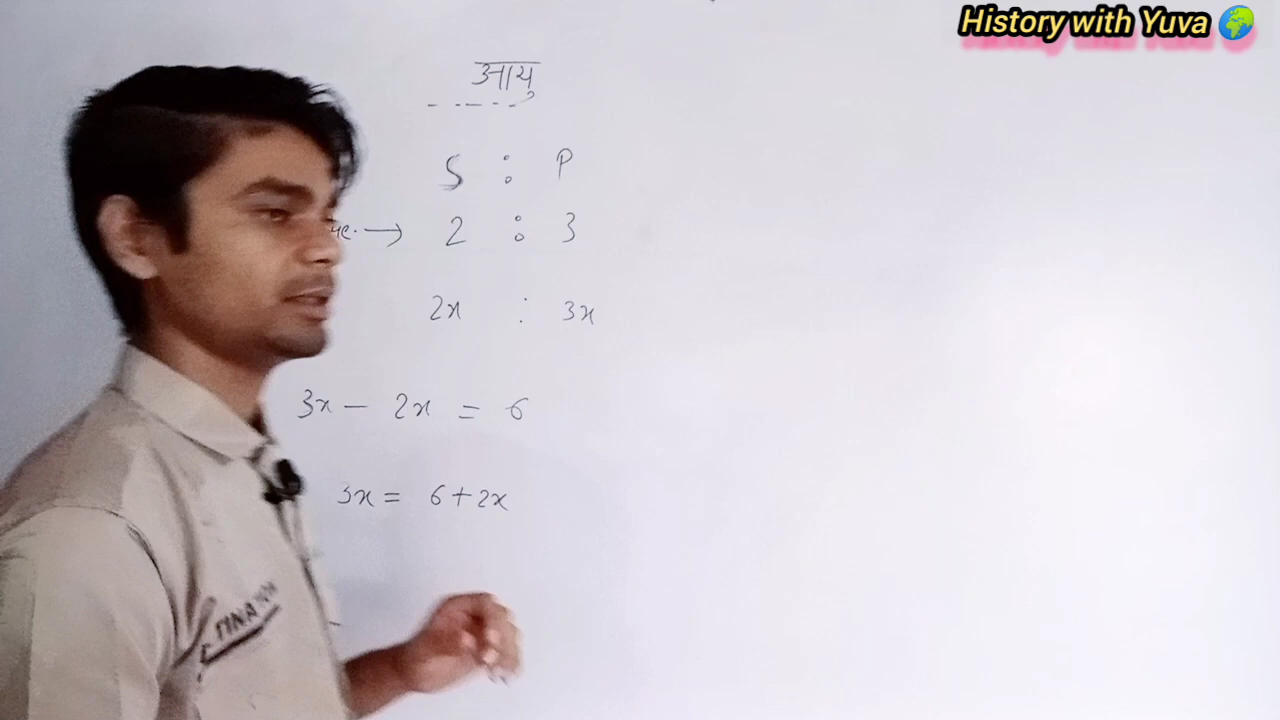 History with Yuva
आयु
S : P
→ 2 : 3
2x : 3x
3x - 2x = 6
3x = 6 + 2x